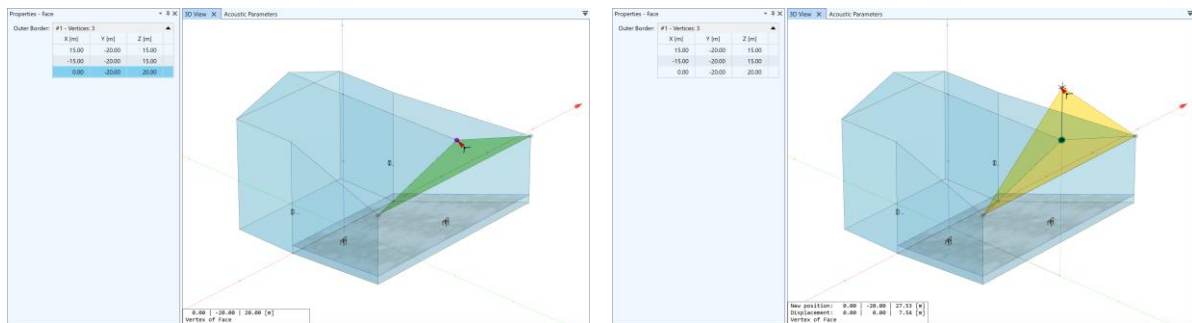 Properties - Face
Outer Border: #1 - Vertices: 3
X [m] Y [m] Z [m]
15.00 -20.00 15.00
-15.00 -20.00 15.00
0.00 -20.00 20.00
3D View Acoustic Parameters
0.00 | -20.00 | 20.00 [m]
Vertex of Face
Properties - Face
Outer Border: #1 - Vertices: 3
X [m] Y [m] Z [m]
15.00 -20.00 15.00
-15.00 -20.00 15.00
0.00 -20.00 20.00
3D View Acoustic Parameters
New position: 0.00 | -20.00 | 27.53 [m]
Displacement: 0.00 | 0.00 | 7.54 [m]
Vertex of Face